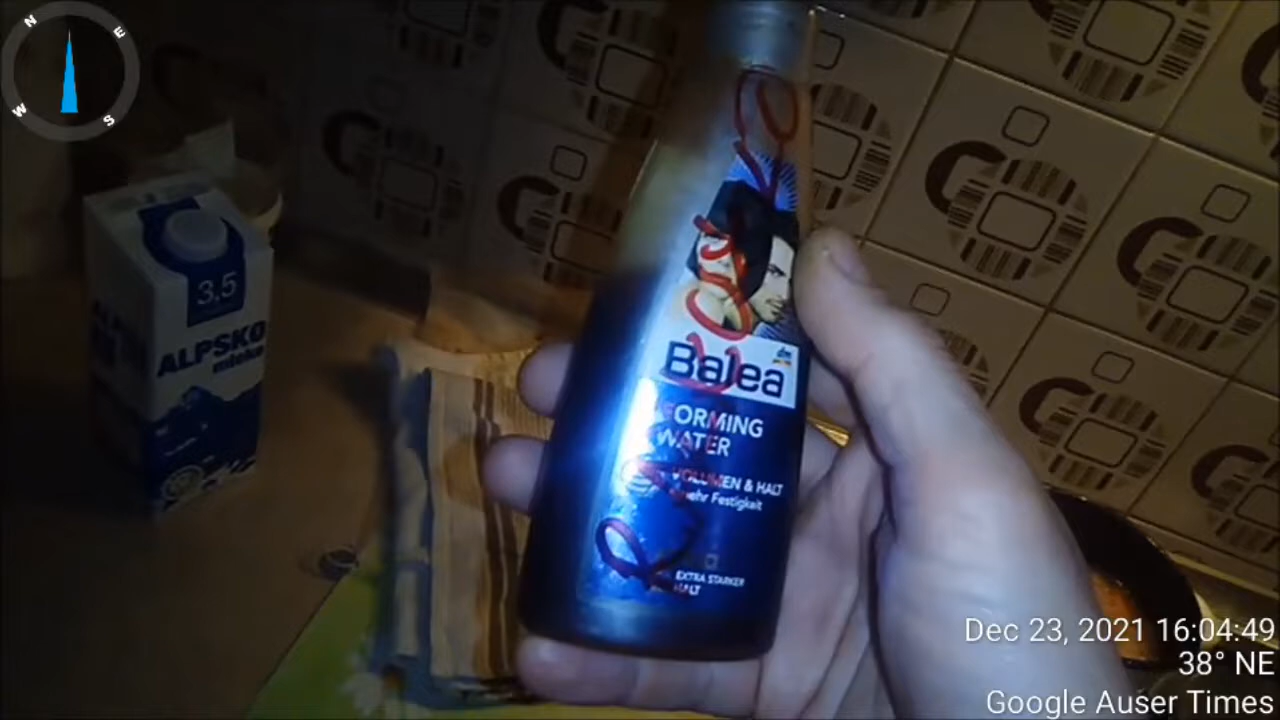 N
E
W
S
3,5
ALPSKO
mleko
Balea
dm
FORMING
WATER
VOLUMEN & HALT
mehr Festigkeit
EXTRA STARKER
HALT
Dec 23, 2021 16:04:49
38° NE
Google Auser Times